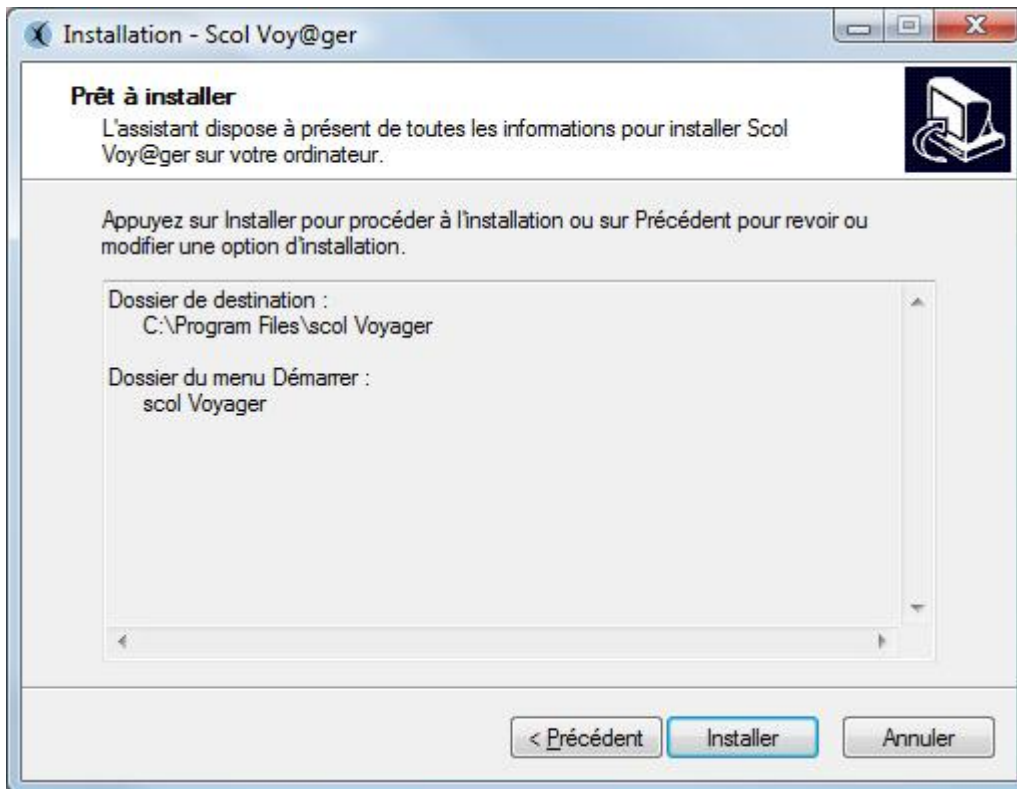 Installation - Scol Voy@ger
Prêt à installer
L'assistant dispose à présent de toutes les informations pour installer Scol
Voy@ger sur votre ordinateur.
Appuyez sur Installer pour procéder à l'installation ou sur Précédent pour revoir ou
modifier une option d'installation.
Dossier de destination :
C:\Program Files\scol Voyager
Dossier du menu Démarrer :
scol Voyager
< Précédent
Installer
Annuler